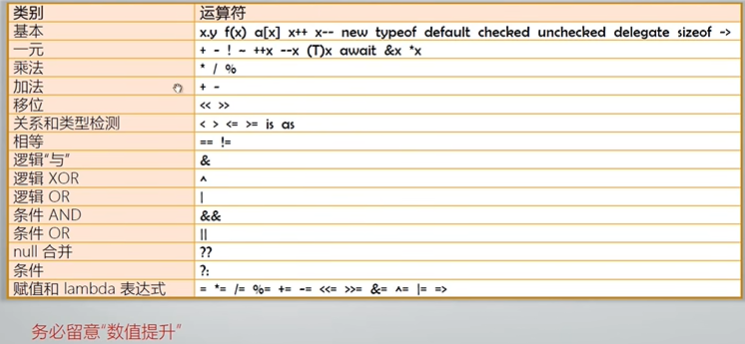 类别 运算符
基本 x.y f(x) a[x] x++ x-- new typeof default checked unchecked delegate sizeof ->
一元 + - ! ~ ++x --x (T)x await &x *x
乘法 * / %
加法 + -
移位 << >>
关系和类型检测 < > <= >= is as
相等 == !=
逻辑“与” &
逻辑 XOR ^
逻辑 OR |
条件 AND &&
条件 OR ||
null 合并 ??
条件 ?:
赋值和 lambda 表达式 = *= /= %= += -= <<= >>= &= ^= |= =>
务必留意“数值提升”